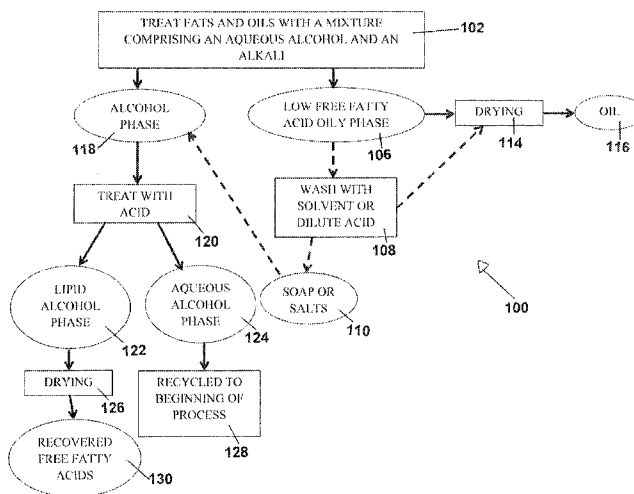 TREAT FATS AND OILS WITH A MIXTURE
COMPRISING AN AQUEOUS ALCOHOL AND AN
ALKALI
102
ALCOHOL
PHASE
118
LOW FREE FATTY
ACID OILY PHASE
106
DRYING
114
OIL
116
TREAT WITH
ACID
120
WASH WITH
SOLVENT OR
DILUTE ACID
108
LIPID
ALCOHOL
PHASE
122
AQUEOUS
ALCOHOL
PHASE
124
SOAP OR
SALTS
110
100
DRYING
126
RECYCLED TO
BEGINNING OF
PROCESS
128
RECOVERED
FREE FATTY
ACIDS
130